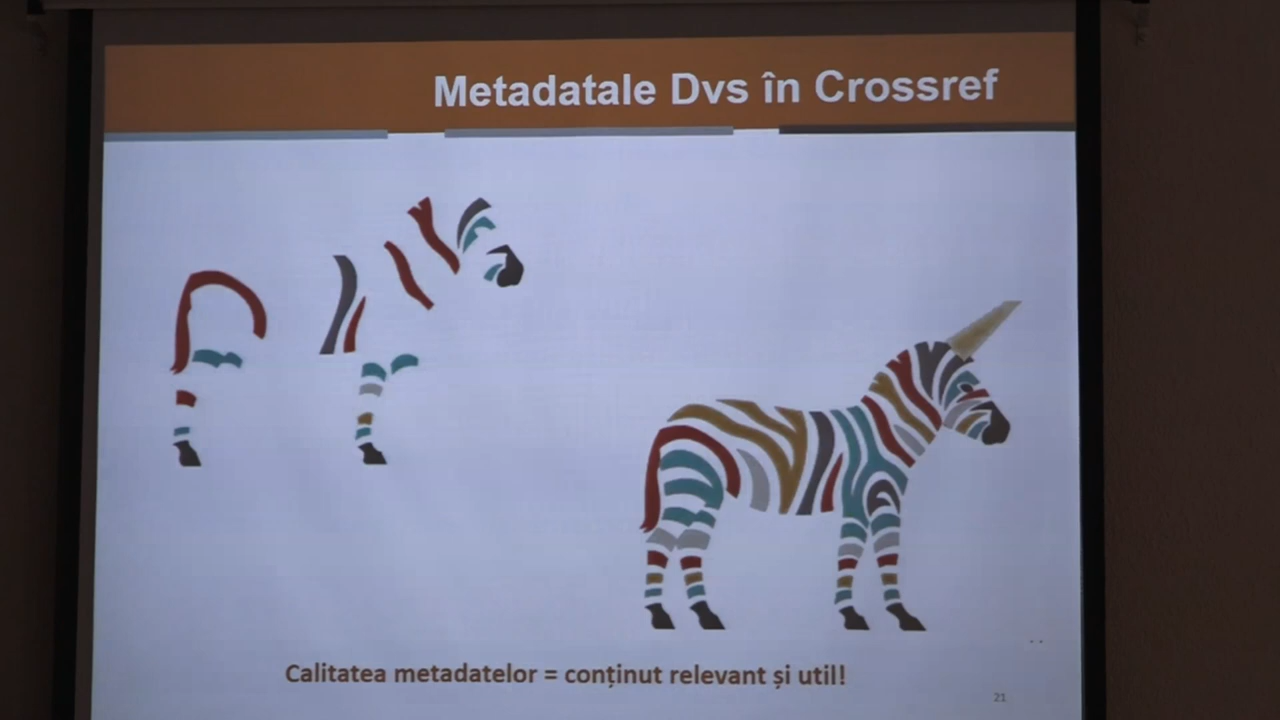 Metadatale Dvs în Crossref
Calitatea metadatelor = conținut relevant și util!
21